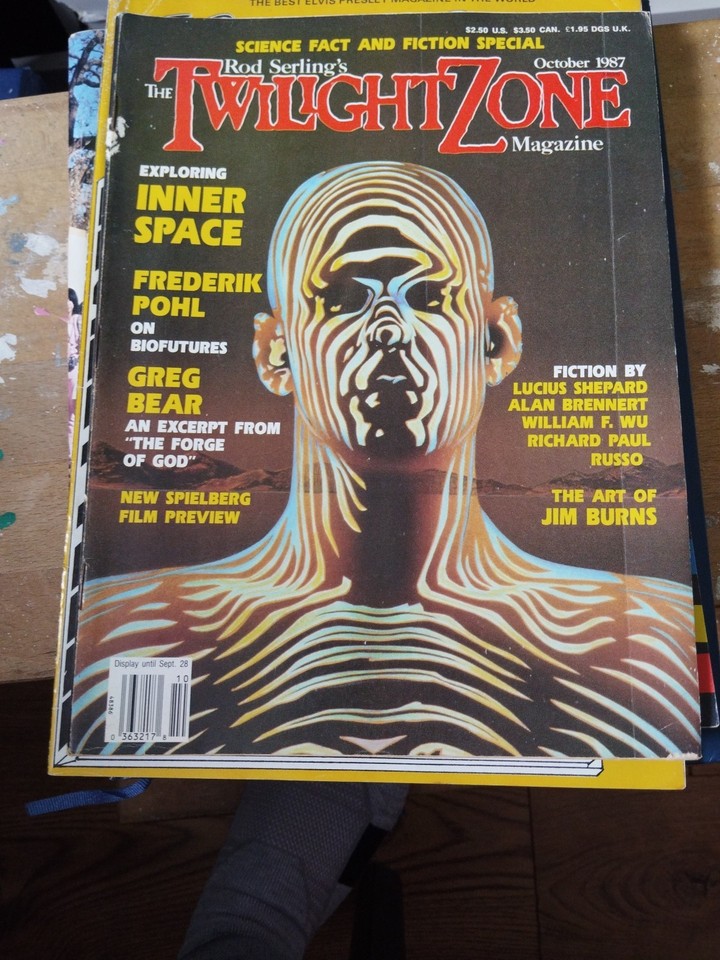 THE BEST ELVIS PRESLEY MAGAZINE IN THE WORLD
$2.50 U.S. $3.50 CAN. £1.95 DGS U.K.
SCIENCE FACT AND FICTION SPECIAL
Rod Serling's
October 1987
THE TWILIGHT ZONE
Magazine
EXPLORING
INNER
SPACE
FREDERIK
POHL
ON
BIOFUTURES
GREG
BEAR
AN EXCERPT FROM
"THE FORGE
OF GOD"
NEW SPIELBERG
FILM PREVIEW
FICTION BY
LUCIUS SHEPARD
ALAN BRENNERT
WILLIAM F. WU
RICHARD PAUL
RUSSO
THE ART OF
JIM BURNS
Display until Sept. 28
10
48386
0 363217 8